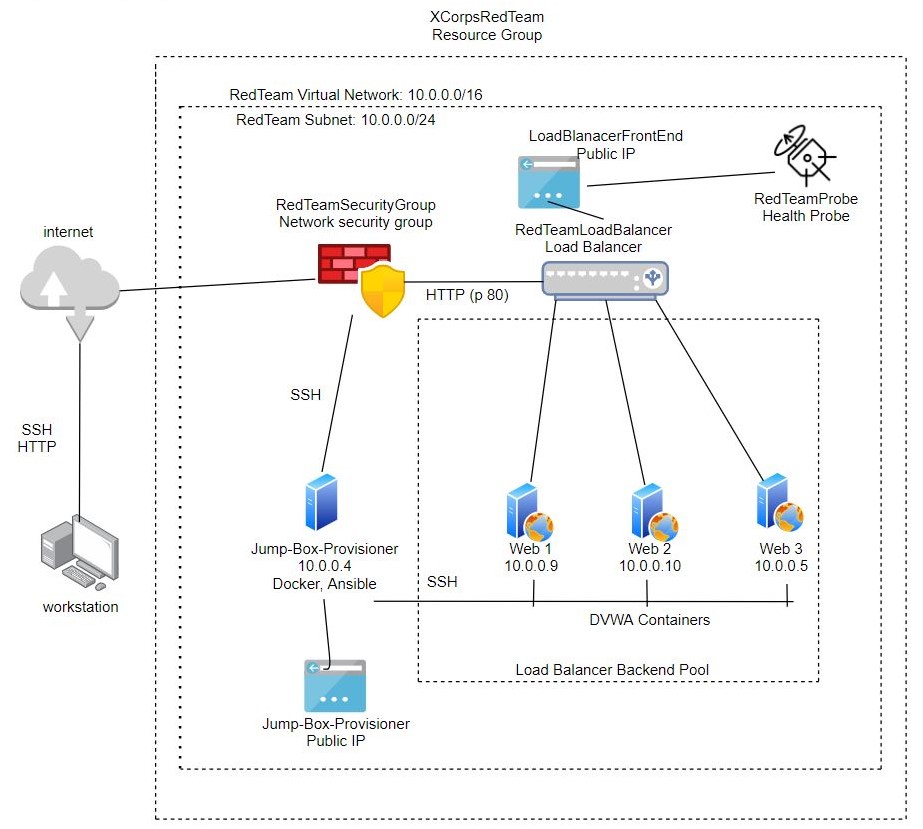 XCorpsRedTeam
Resource Group
RedTeam Virtual Network: 10.0.0.0/16
RedTeam Subnet: 10.0.0.0/24
LoadBlanacerFrontEnd
Public IP
RedTeamProbe
Health Probe
RedTeamSecurityGroup
Network security group
RedTeamLoadBalancer
Load Balancer
internet
HTTP (p 80)
SSH
SSH
HTTP
Jump-Box-Provisioner
10.0.0.4
Docker, Ansible
Web 1
10.0.0.9
Web 2
10.0.0.10
Web 3
10.0.0.5
workstation
SSH
DVWA Containers
Load Balancer Backend Pool
Jump-Box-Provisioner
Public IP